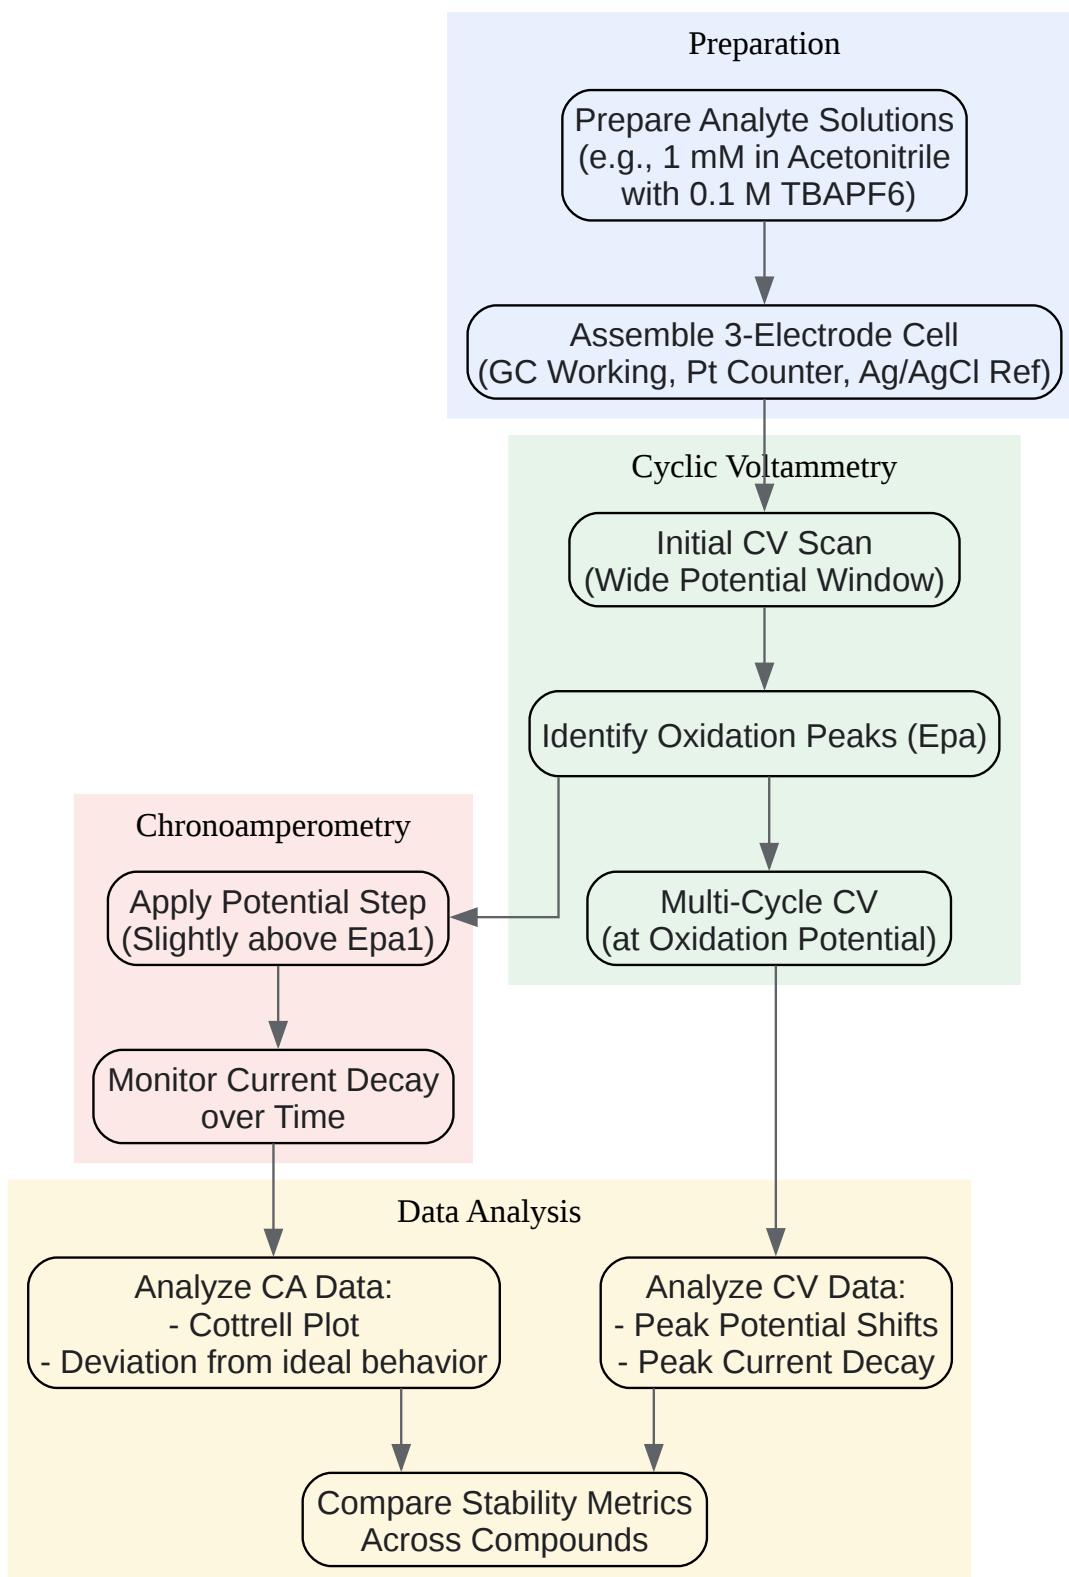 Preparation
Prepare Analyte Solutions
(e.g., 1 mM in Acetonitrile
with 0.1 M TBAPF6)
Assemble 3-Electrode Cell
(GC Working, Pt Counter, Ag/AgCl Ref)
Cyclic Voltammetry
Initial CV Scan
(Wide Potential Window)
Identify Oxidation Peaks (Epa)
Multi-Cycle CV
(at Oxidation Potential)
Chronoamperometry
Apply Potential Step
(Slightly above Epa1)
Monitor Current Decay
over Time
Data Analysis
Analyze CA Data:
- Cottrell Plot
- Deviation from ideal behavior
Analyze CV Data:
- Peak Potential Shifts
- Peak Current Decay
Compare Stability Metrics
Across Compounds